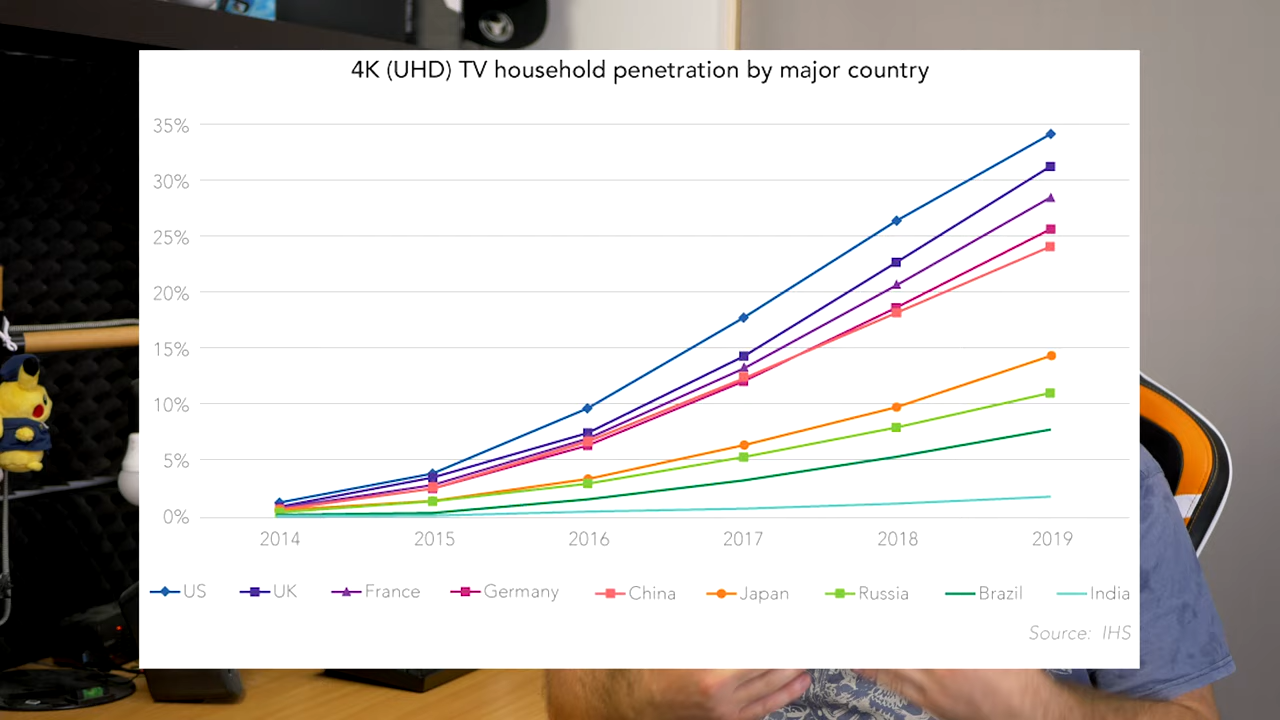 4K (UHD) TV household penetration by major country
35%
30%
25%
20%
15%
10%
5%
0%
2014 2015 2016 2017 2018 2019
US UK France Germany China Japan Russia Brazil India
Source: IHS